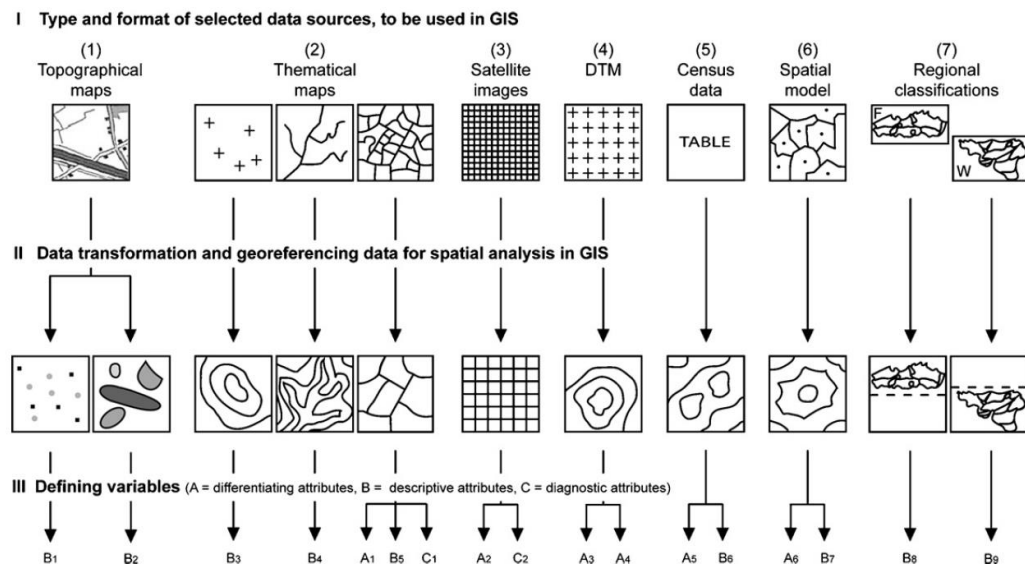 I Type and format of selected data sources, to be used in GIS
(1) (2) (3) (4) (5) (6) (7)
Topographical Thematical Satellite DTM Census Spatial Regional
maps maps images data model classifications
F
TABLE
W
II Data transformation and georeferencing data for spatial analysis in GIS
III Defining variables (A = differentiating attributes, B = descriptive attributes, C = diagnostic attributes)
B1 B2 B3 B4 A1 B5 C1 A2 C2 A3 A4 A5 B6 A6 B7 B8 B9